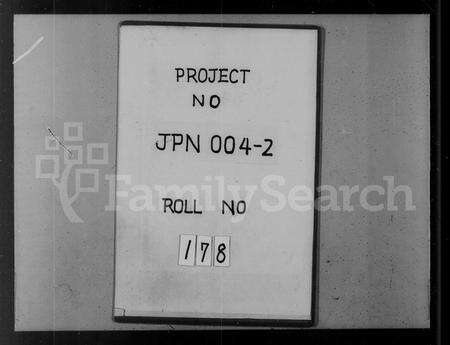 PROJECT
NO
JPN 004-2
FamilySearch
ROLL NO
178